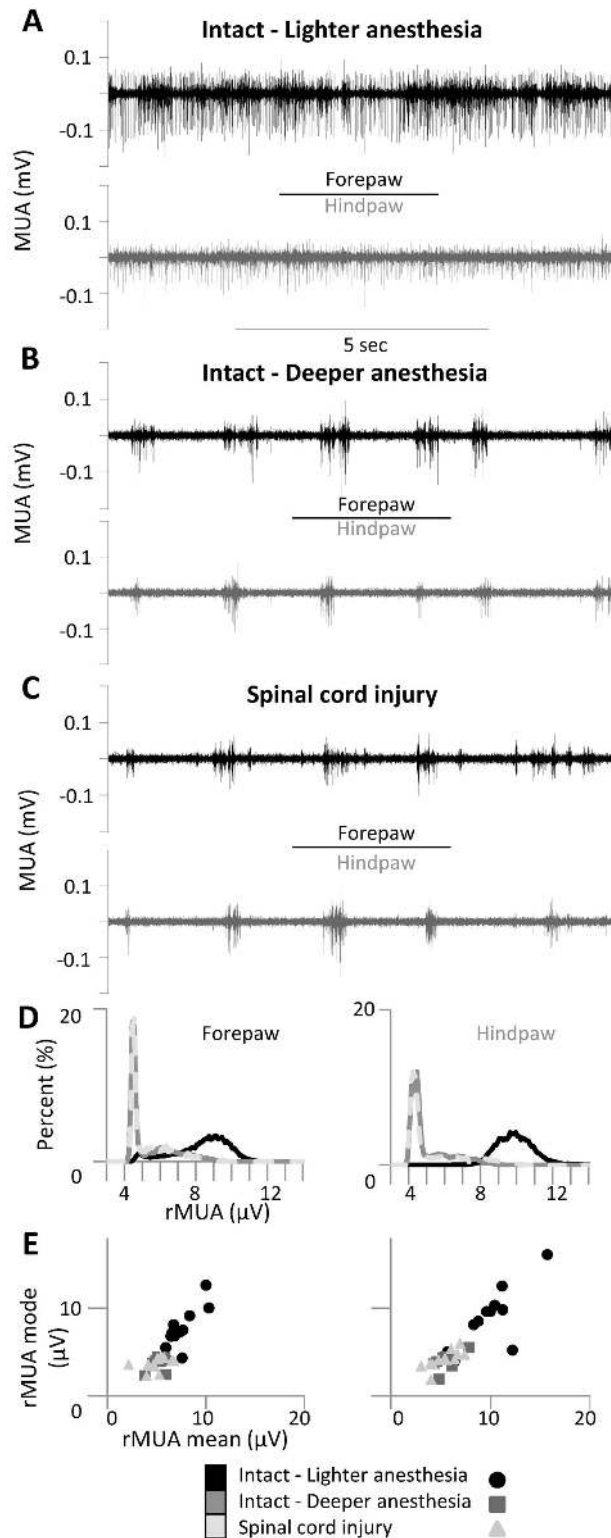 A
Intact - Lighter anesthesia
0.1
-0.1
MUA (mV)
Forepaw
Hindpaw
0.1
-0.1
5 sec
B
Intact - Deeper anesthesia
0.1
-0.1
MUA (mV)
Forepaw
Hindpaw
0.1
-0.1
C
Spinal cord injury
0.1
-0.1
MUA (mV)
Forepaw
Hindpaw
0.1
-0.1
D
20
Forepaw
Percent (%)
0
4 8 12
rMUA (µV)
20
Hindpaw
0
4 8 12
rMUA (µV)
E
rMUA mode
(µV)
10
0
0 10 20
rMUA mean (µV)
10
0
0 10 20
Intact - Lighter anesthesia
Intact - Deeper anesthesia
Spinal cord injury